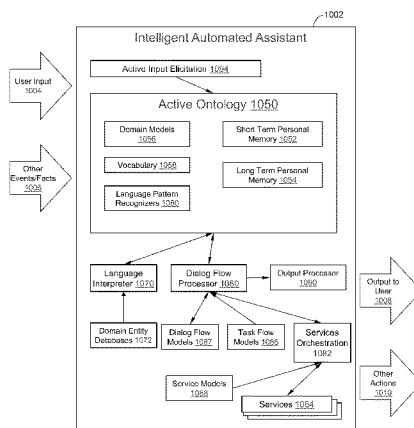 1002
Intelligent Automated Assistant
User Input
1004
Active Input Elicitation 1094
Active Ontology 1050
Domain Models
1056
Short Term Personal
Memory 1052
Vocabulary 1058
Long Term Personal
Memory 1054
Language Pattern
Recognizers 1060
Other
Events/Facts
1006
Language
Interpreter 1070
Dialog Flow
Processor 1080
Output Processor
1090
Output to
User
1008
Domain Entity
Databases 1072
Dialog Flow
Models 1087
Task Flow
Models 1086
Services
Orchestration
1082
Service Models
1088
Services 1084
Other
Actions
1010